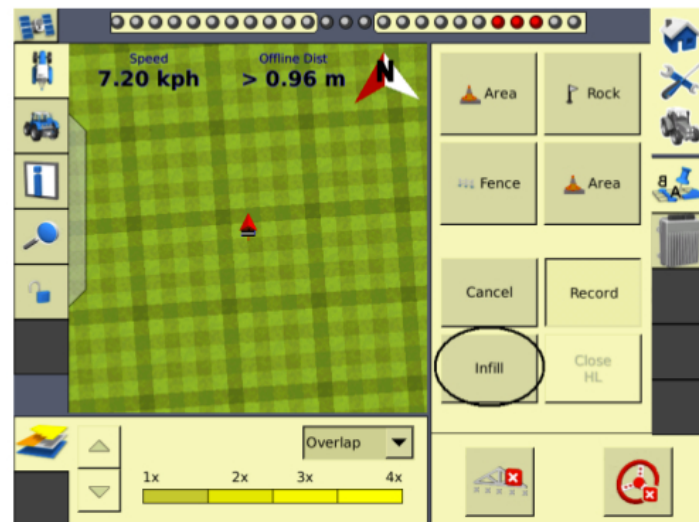 Speed
Offline Dist
7.20 kph
> 0.96 m
N
Area
Rock
Fence
Area
Cancel
Record
Infill
Close
HL
Overlap
1x 2x 3x 4x
B A